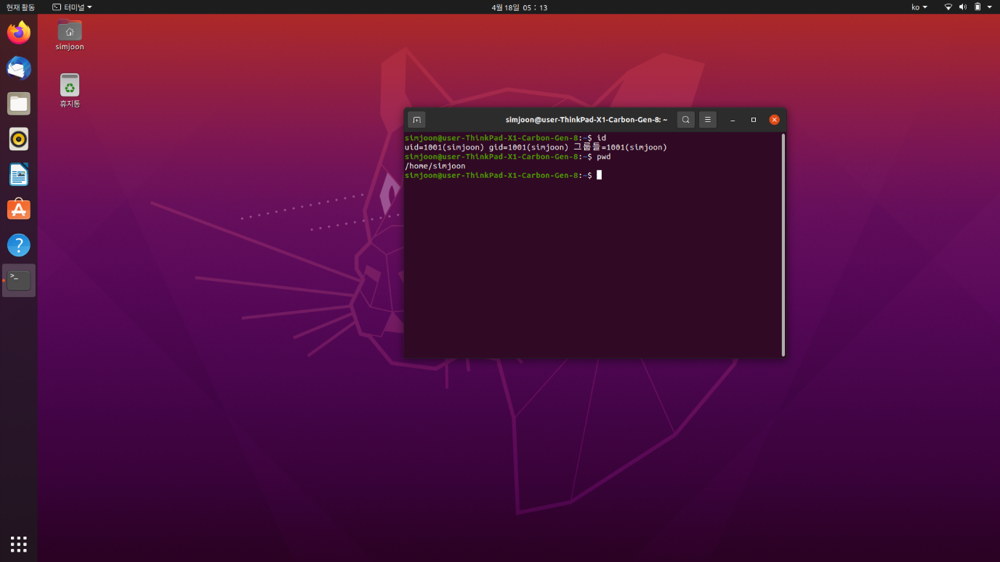 현재 활동
터미널
4월 18일 05 : 13
ko
simjoon
휴지통
simjoon@user-ThinkPad-X1-Carbon-Gen-8: ~
simjoon@user-ThinkPad-X1-Carbon-Gen-8:~$ id
uid=1001(simjoon) gid=1001(simjoon) 그룹들=1001(simjoon)
simjoon@user-ThinkPad-X1-Carbon-Gen-8:~$ pwd
/home/simjoon
simjoon@user-ThinkPad-X1-Carbon-Gen-8:~$